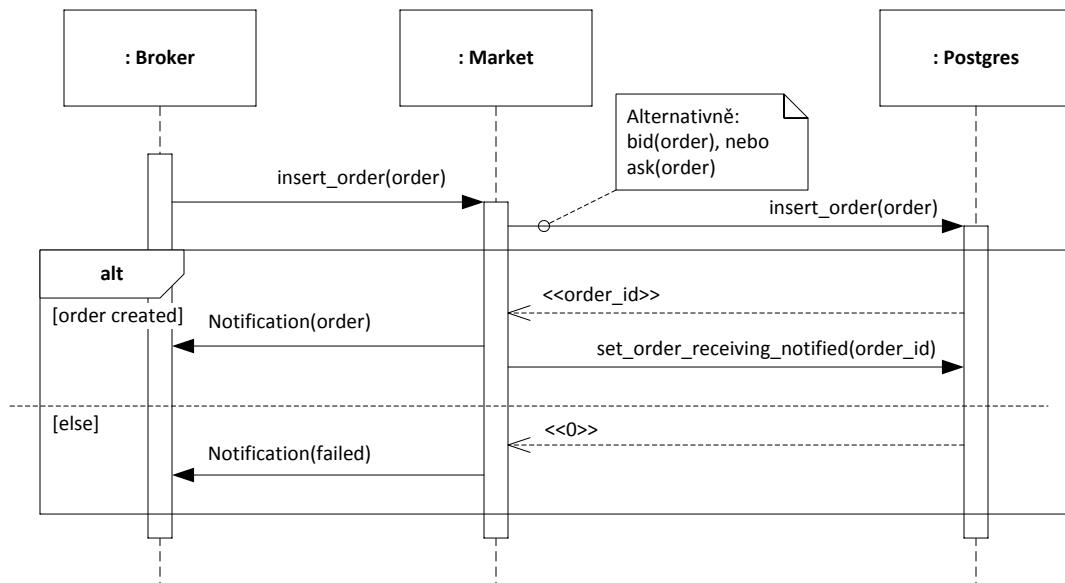 : Broker
: Market
: Postgres
Alternativně:
bid(order), nebo
ask(order)
insert_order(order)
insert_order(order)
alt
<<order_id>>
[order created]
Notification(order)
set_order_receiving_notified(order_id)
[else]
<<0>>
Notification(failed)